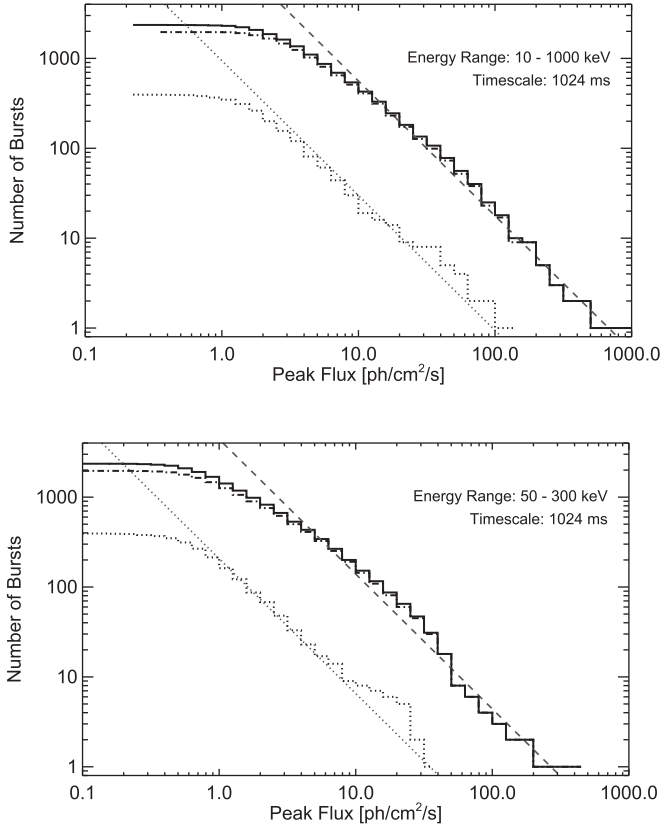 1000
100
10
1
Number of Bursts
Energy Range: 10 - 1000 keV
Timescale: 1024 ms
0.1 1.0 10.0 100.0 1000.0
Peak Flux [ph/cm²/s]
1000
100
10
1
Number of Bursts
Energy Range: 50 - 300 keV
Timescale: 1024 ms
0.1 1.0 10.0 100.0 1000.0
Peak Flux [ph/cm²/s]